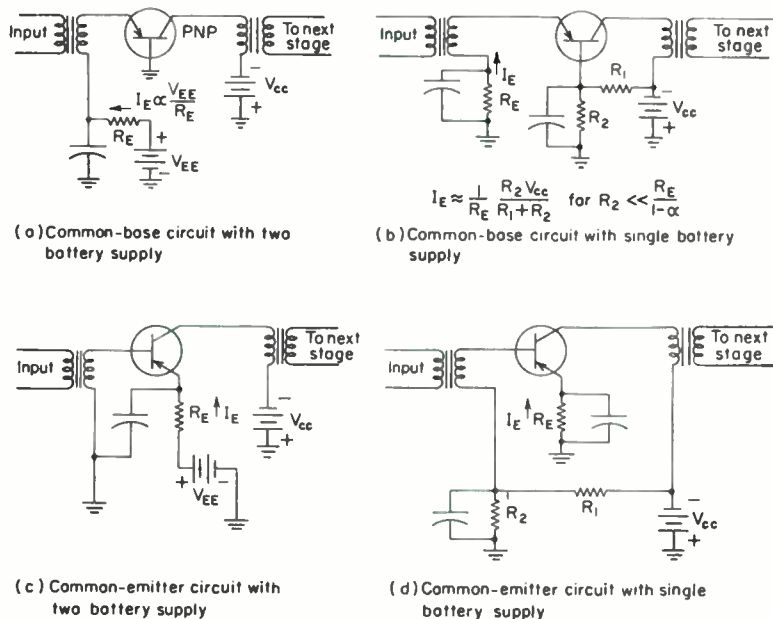 Input
PNP
To next
stage
I_E ∝ V_EE/R_E
−
V_cc
+
R_E
+
V_EE
−
(a) Common-base circuit with two
battery supply
Input
To next
stage
I_E
R_E
R_1
R_2
−
V_cc
+
I_E ≈ 1/R_E R_2 V_cc/R_1+R_2 for R_2 << R_E/1-α
(b) Common-base circuit with single battery
supply
Input
To next
stage
R_E
I_E
−
V_cc
+
+
V_EE
−
(c) Common-emitter circuit with
two battery supply
Input
To next
stage
I_E
R_E
R_2
R_1
−
V_cc
+
(d) Common-emitter circuit with single
battery supply